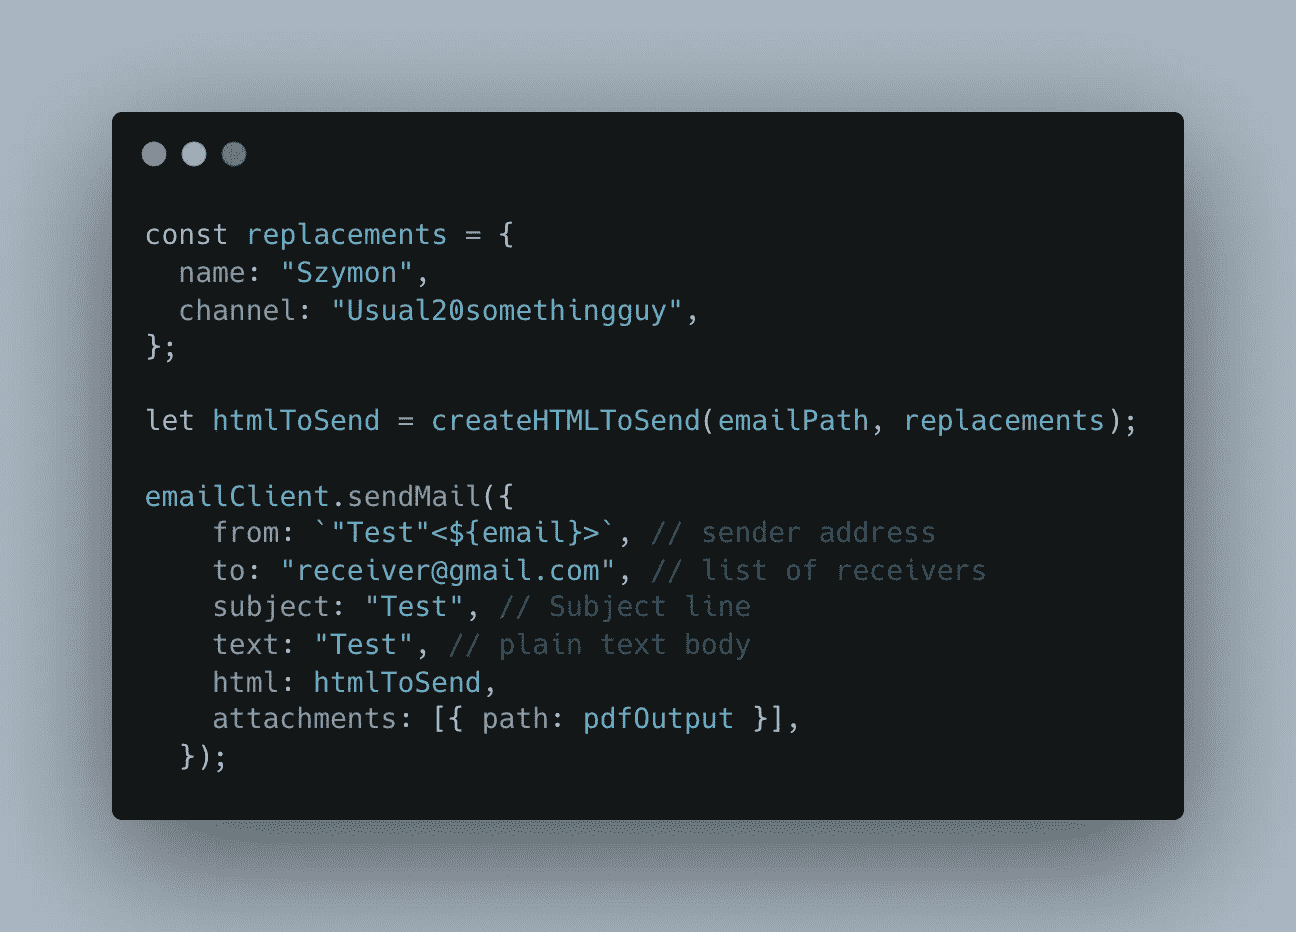 const replacements = {
  name: "Szymon",
  channel: "Usual20somethingguy",
};
let htmlToSend = createHTMLToSend(emailPath, replacements);
emailClient.sendMail({
    from: `"Test"<${email}>`, // sender address
    to: "receiver@gmail.com", // list of receivers
    subject: "Test", // Subject line
    text: "Test", // plain text body
    html: htmlToSend,
    attachments: [{ path: pdfOutput }],
  });